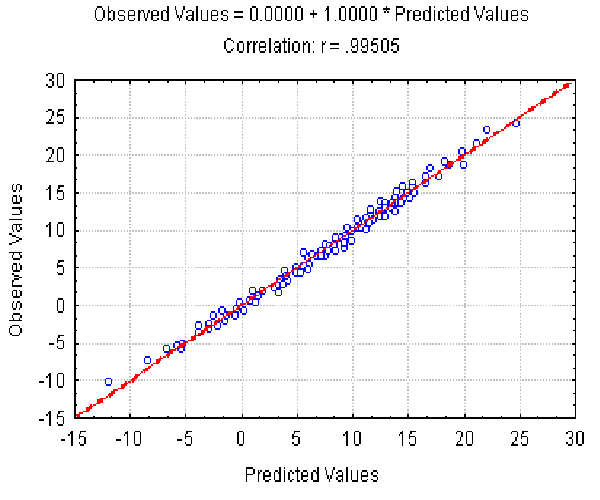 Observed Values = 0.0000 + 1.0000 * Predicted Values
Correlation: r = .99505
Observed Values
30
25
20
15
10
5
0
-5
-10
-15
-15 -10 -5 0 5 10 15 20 25 30
Predicted Values